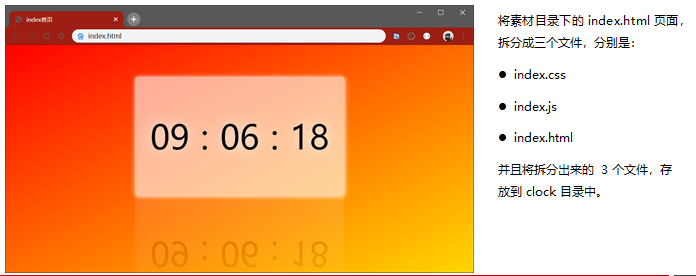 index首页
index.html
09 : 06 : 18
09 : 06 : 18
将素材目录下的 index.html 页面，
拆分成三个文件，分别是：
● index.css
● index.js
● index.html
并且将拆分出来的 3 个文件，存
放到 clock 目录中。